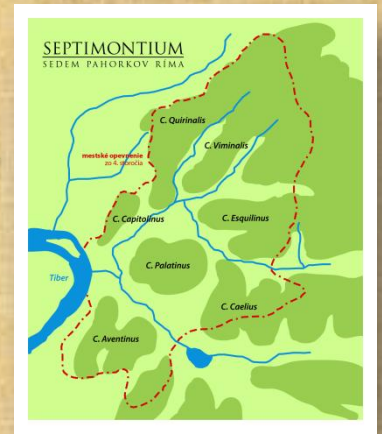 SEPTIMONTIUM
SEDEM PAHORKOV RÍMA
C. Quirinalis
C. Viminalis
mestské opevnenie
zo 4. storočia
C. Capitolinus
C. Esquilinus
C. Palatinus
Tiber
C. Caelius
C. Aventinus